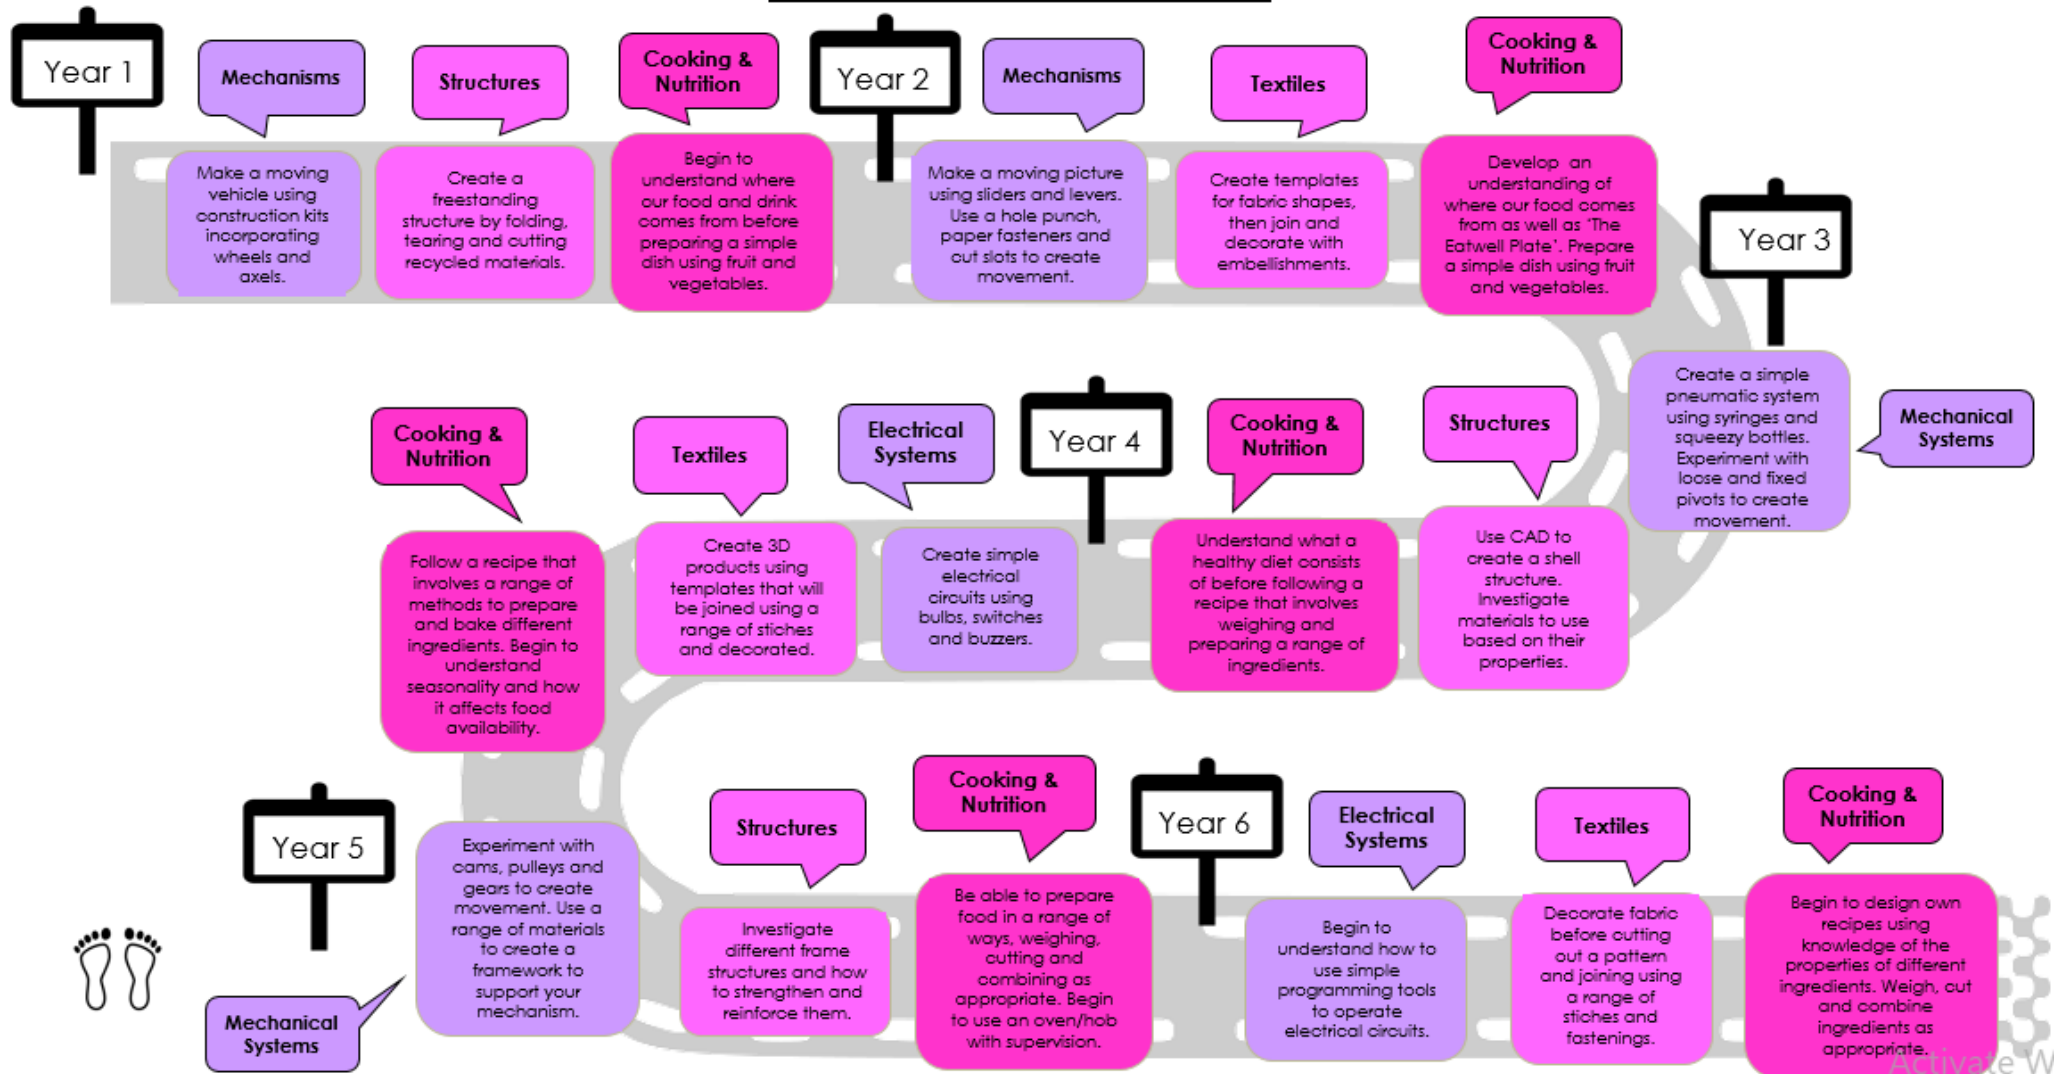 Year 1
Mechanisms
Make a moving
vehicle using
construction kits
incorporating
wheels and
axels.
Structures
Create a
freestanding
structure by folding,
tearing and cutting
recycled materials.
Cooking &
Nutrition
Begin to
understand where
our food and drink
comes from before
preparing a simple
dish using fruit and
vegetables.
Year 2
Mechanisms
Make a moving picture
using sliders and levers.
Use a hole punch,
paper fasteners and
cut slots to create
movement.
Textiles
Create templates
for fabric shapes,
then join and
decorate with
embellishments.
Cooking &
Nutrition
Develop an
understanding of
where our food comes
from as well as ‘The
Eatwell Plate’. Prepare
a simple dish using fruit
and vegetables.
Year 3
Mechanical
Systems
Create a simple
pneumatic system
using syringes and
squeezy bottles.
Experiment with
loose and fixed
pivots to create
movement.
Structures
Use CAD to
create a shell
structure.
Investigate
materials to use
based on their
properties.
Cooking &
Nutrition
Understand what a
healthy diet consists
of before following a
recipe that involves
weighing and
preparing a range of
ingredients.
Year 4
Electrical
Systems
Create simple
electrical
circuits using
bulbs, switches
and buzzers.
Textiles
Create 3D
products using
templates that will
be joined using a
range of stiches
and decorated.
Cooking &
Nutrition
Follow a recipe that
involves a range of
methods to prepare
and bake different
ingredients. Begin to
understand
seasonality and how
it affects food
availability.
Year 5
Mechanical
Systems
Experiment with
cams, pulleys and
gears to create
movement. Use a
range of materials
to create a
framework to
support your
mechanism.
Structures
Investigate
different frame
structures and how
to strengthen and
reinforce them.
Cooking &
Nutrition
Be able to prepare
food in a range of
ways, weighing,
cutting and
combining as
appropriate. Begin
to use an oven/hob
with supervision.
Year 6
Electrical
Systems
Begin to
understand how to
use simple
programming tools
to operate
electrical circuits.
Textiles
Decorate fabric
before cutting
out a pattern
and joining using
a range of
stiches and
fastenings.
Cooking &
Nutrition
Begin to design own
recipes using
knowledge of the
properties of different
ingredients. Weigh, cut
and combine
ingredients as
appropriate.
Activate W